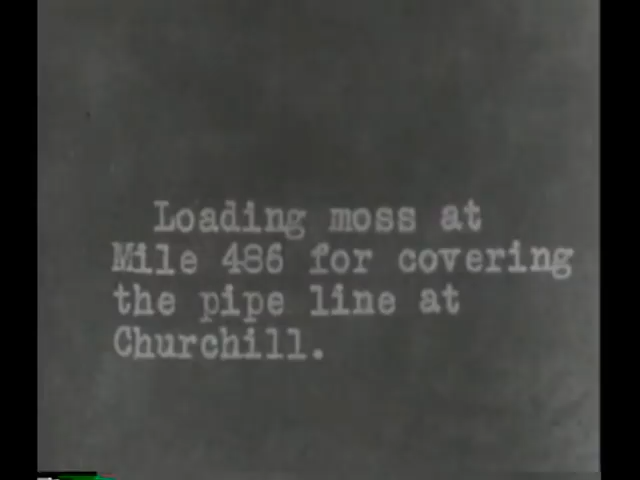 Loading moss at
Mile 486 for covering
the pipe line at
Churchill.